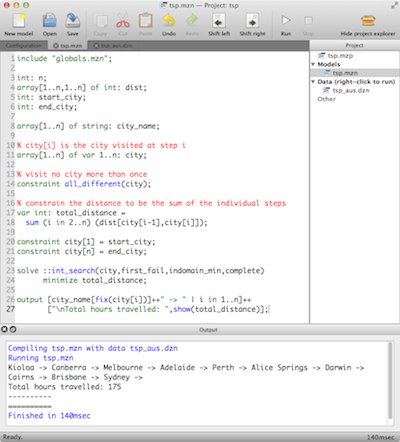 tsp.mzn — Project: tsp
New model Open Save Copy Cut Paste Undo Redo Shift left Shift right Run Stop Hide project explorer
Configuration tsp.mzn tsp_aus.dzn Project
1 include "globals.mzn";
2
3 int: n;
4 array[1..n,1..n] of int: dist;
5 int: start_city;
6 int: end_city;
7
8 array[1..n] of string: city_name;
9
10 % city[i] is the city visited at step i
11 array[1..n] of var 1..n: city;
12
13 % visit no city more than once
14 constraint all_different(city);
15
16 % constrain the distance to be the sum of the individual steps
17 var int: total_distance =
18 sum (i in 2..n) (dist[city[i-1],city[i]]);
19
20 constraint city[1] = start_city;
21 constraint city[n] = end_city;
22
23 solve ::int_search(city,first_fail,indomain_min,complete)
24 minimize total_distance;
25
26 output [city_name[fix(city[i])]++" -> " | i in 1..n]++
27 ["\nTotal hours travelled: ",show(total_distance)];
tsp.mzp
Models
tsp.mzn
Data (right-click to run)
tsp_aus.dzn
Other
Output
Compiling tsp.mzn with data tsp_aus.dzn
Running tsp.mzn
Kioloa -> Canberra -> Melbourne -> Adelaide -> Perth -> Alice Springs -> Darwin ->
Cairns -> Brisbane -> Sydney ->
Total hours travelled: 175
----------
==========
Finished in 140msec
Ready. 140msec